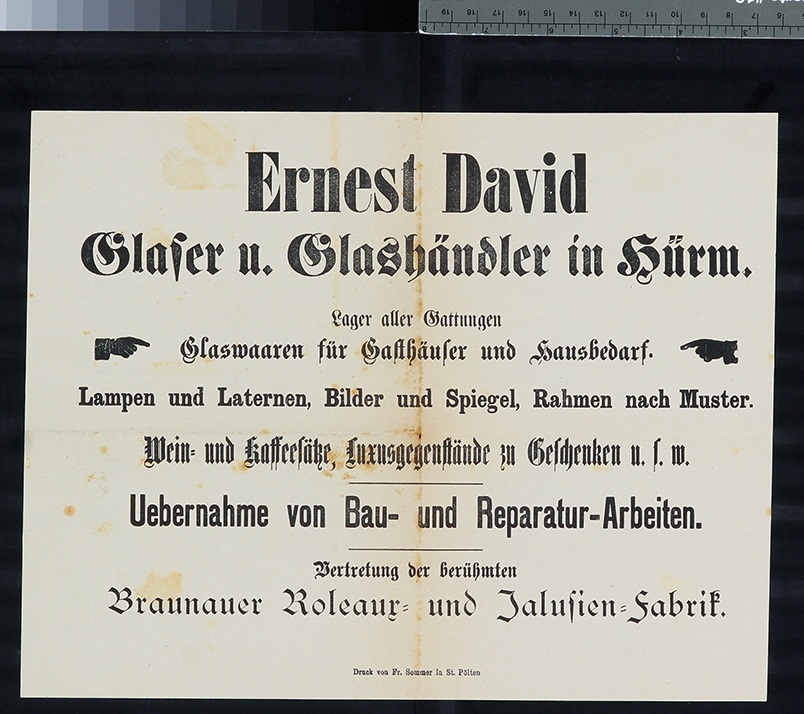 Ernest David
Glaſer u. Glashändler in Hürm.
Lager aller Gattungen
Glaswaaren für Gaſthäuſer und Hausbedarf.
Lampen und Laternen, Bilder und Spiegel, Rahmen nach Muster.
Wein- und Kaffeeſätze, Luxusgegenſtände zu Geſchenken u. ſ. w.
Uebernahme von Bau- und Reparatur-Arbeiten.
Vertretung der berühmten
Braunauer Roleaux- und Jaluſien-Fabrik.
Druck von Fr. Sommer in St. Pölten